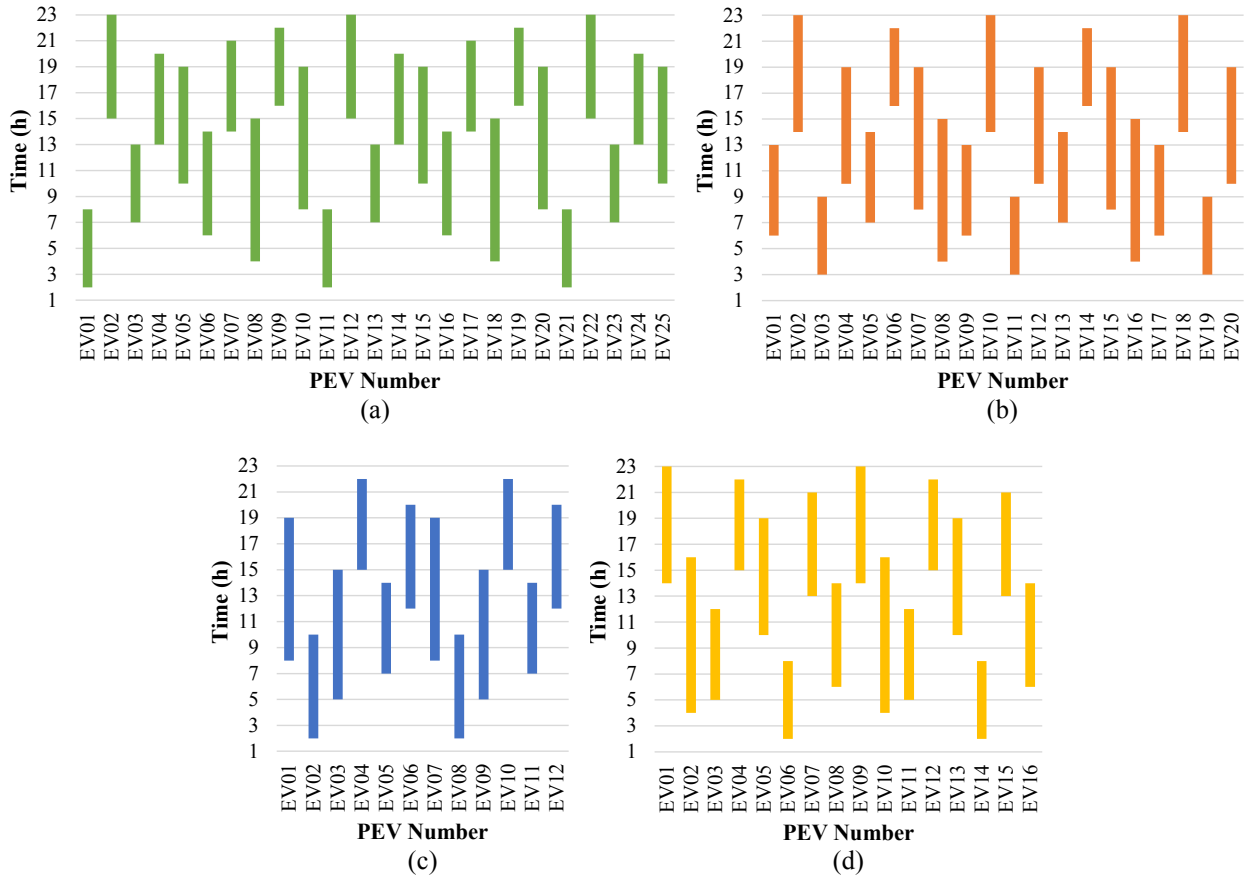 23
21
19
17
15
13
11
9
7
5
3
1
Time (h)
EV01
EV02
EV03
EV04
EV05
EV06
EV07
EV08
EV09
EV10
EV11
EV12
EV13
EV14
EV15
EV16
EV17
EV18
EV19
EV20
EV21
EV22
EV23
EV24
EV25
PEV Number
(a)
23
21
19
17
15
13
11
9
7
5
3
1
Time (h)
EV01
EV02
EV03
EV04
EV05
EV06
EV07
EV08
EV09
EV10
EV11
EV12
EV13
EV14
EV15
EV16
EV17
EV18
EV19
EV20
PEV Number
(b)
23
21
19
17
15
13
11
9
7
5
3
1
Time (h)
EV01
EV02
EV03
EV04
EV05
EV06
EV07
EV08
EV09
EV10
EV11
EV12
PEV Number
(c)
23
21
19
17
15
13
11
9
7
5
3
1
Time (h)
EV01
EV02
EV03
EV04
EV05
EV06
EV07
EV08
EV09
EV10
EV11
EV12
EV13
EV14
EV15
EV16
PEV Number
(d)